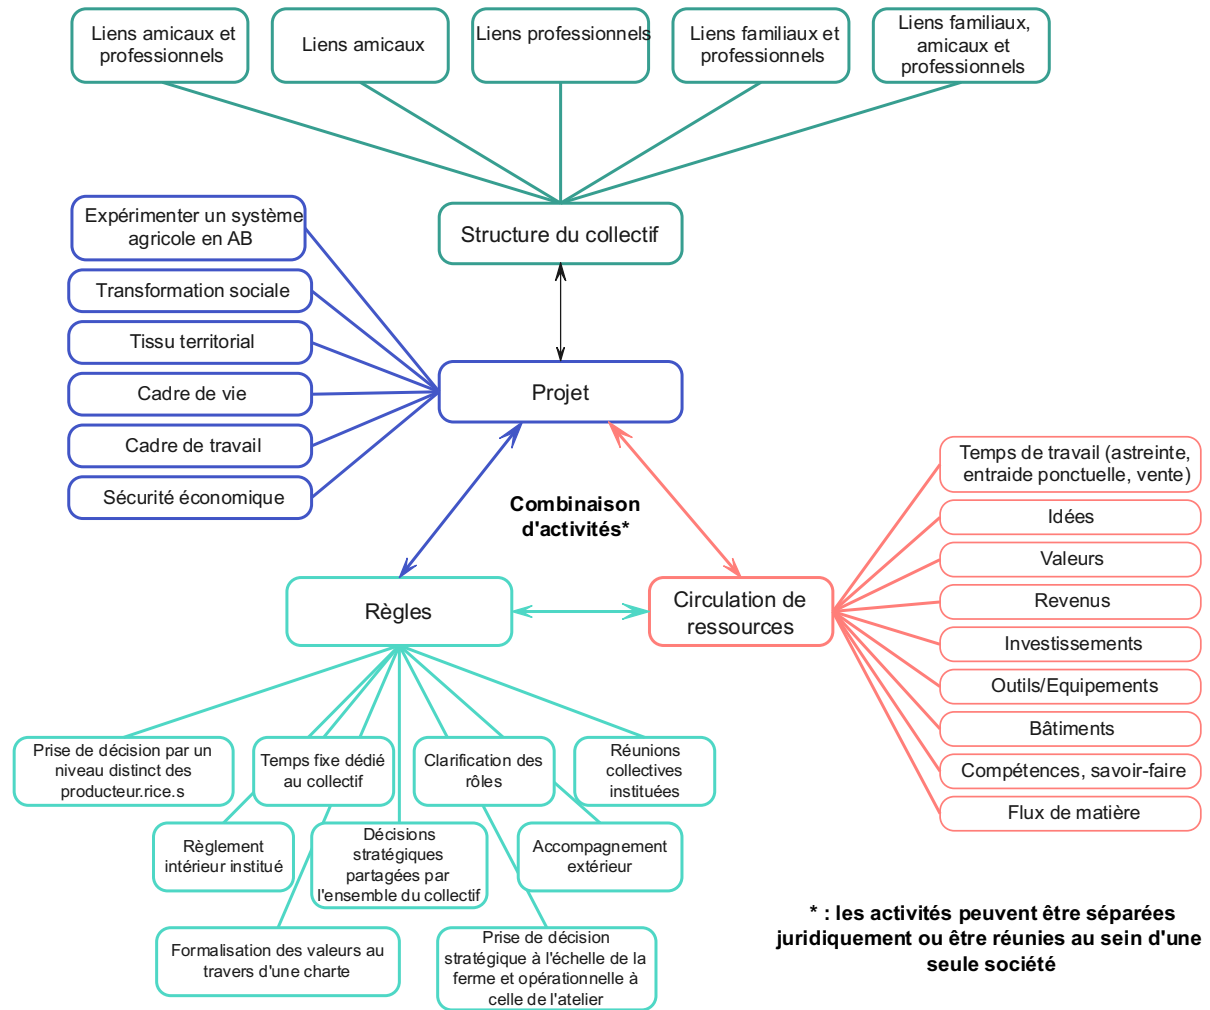 Liens amicaux et
professionnels
Liens amicaux
Liens professionnels
Liens familiaux et
professionnels
Liens familiaux,
amicaux et
professionnels
Structure du collectif
Expérimenter un système
agricole en AB
Transformation sociale
Tissu territorial
Cadre de vie
Cadre de travail
Sécurité économique
Projet
Combinaison
d'activités*
Règles
Circulation de
ressources
Temps de travail (astreinte,
entraide ponctuelle, vente)
Idées
Valeurs
Revenus
Investissements
Outils/Equipements
Bâtiments
Compétences, savoir-faire
Flux de matière
Prise de décision par un
niveau distinct des
producteur.rice.s
Temps fixe dédié
au collectif
Clarification des
rôles
Réunions
collectives
instituées
Règlement
intérieur institué
Décisions
stratégiques
partagées par
l'ensemble du collectif
Accompagnement
extérieur
Formalisation des valeurs au
travers d'une charte
Prise de décision
stratégique à l'échelle de la
ferme et opérationnelle à
celle de l'atelier
* : les activités peuvent être séparées
juridiquement ou être réunies au sein d'une
seule société